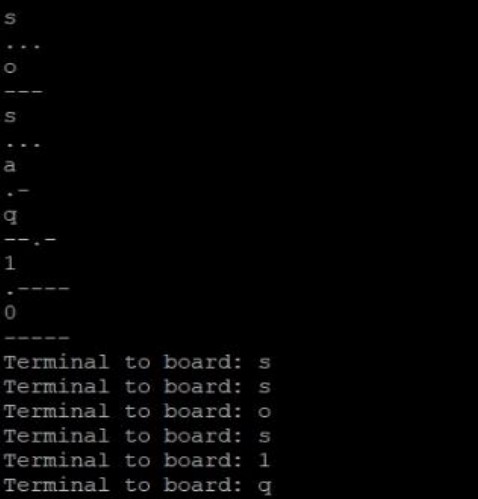 s
...
o
---
s
...
a
.-
q
--.-
1
.----
0
-----
Terminal to board: s
Terminal to board: s
Terminal to board: o
Terminal to board: s
Terminal to board: 1
Terminal to board: q